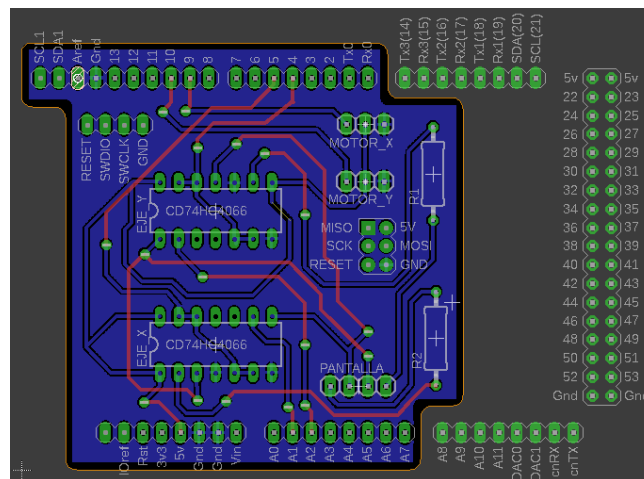 SCL1
SDA1
Aref
Gnd
13
12
11
10
9
8
7
6
5
4
3
2
Tx0
Rx0
Tx3(14)
Rx3(15)
Tx2(16)
Rx2(17)
Tx1(18)
Rx1(19)
SDA(20)
SCL(21)
RESET
SWDIO
SWCLK
GND
MOTOR_X
MOTOR_Y
EJE_Y
CD74HC4066
R1
MISO 5V
SCK MOSI
RESET GND
EJE_X
CD74HC4066
PANTALLA
R2
5v 5v
22 23
24 25
26 27
28 29
30 31
32 33
34 35
36 37
38 39
40 41
42 43
44 45
46 47
48 49
50 51
52 53
Gnd Gnd
IOref
Rst
3v3
5v
Gnd
Gnd
Vin
A0
A1
A2
A3
A4
A5
A6
A7
A8
A9
A10
A11
DAC0
DAC1
cnRX
cnTX